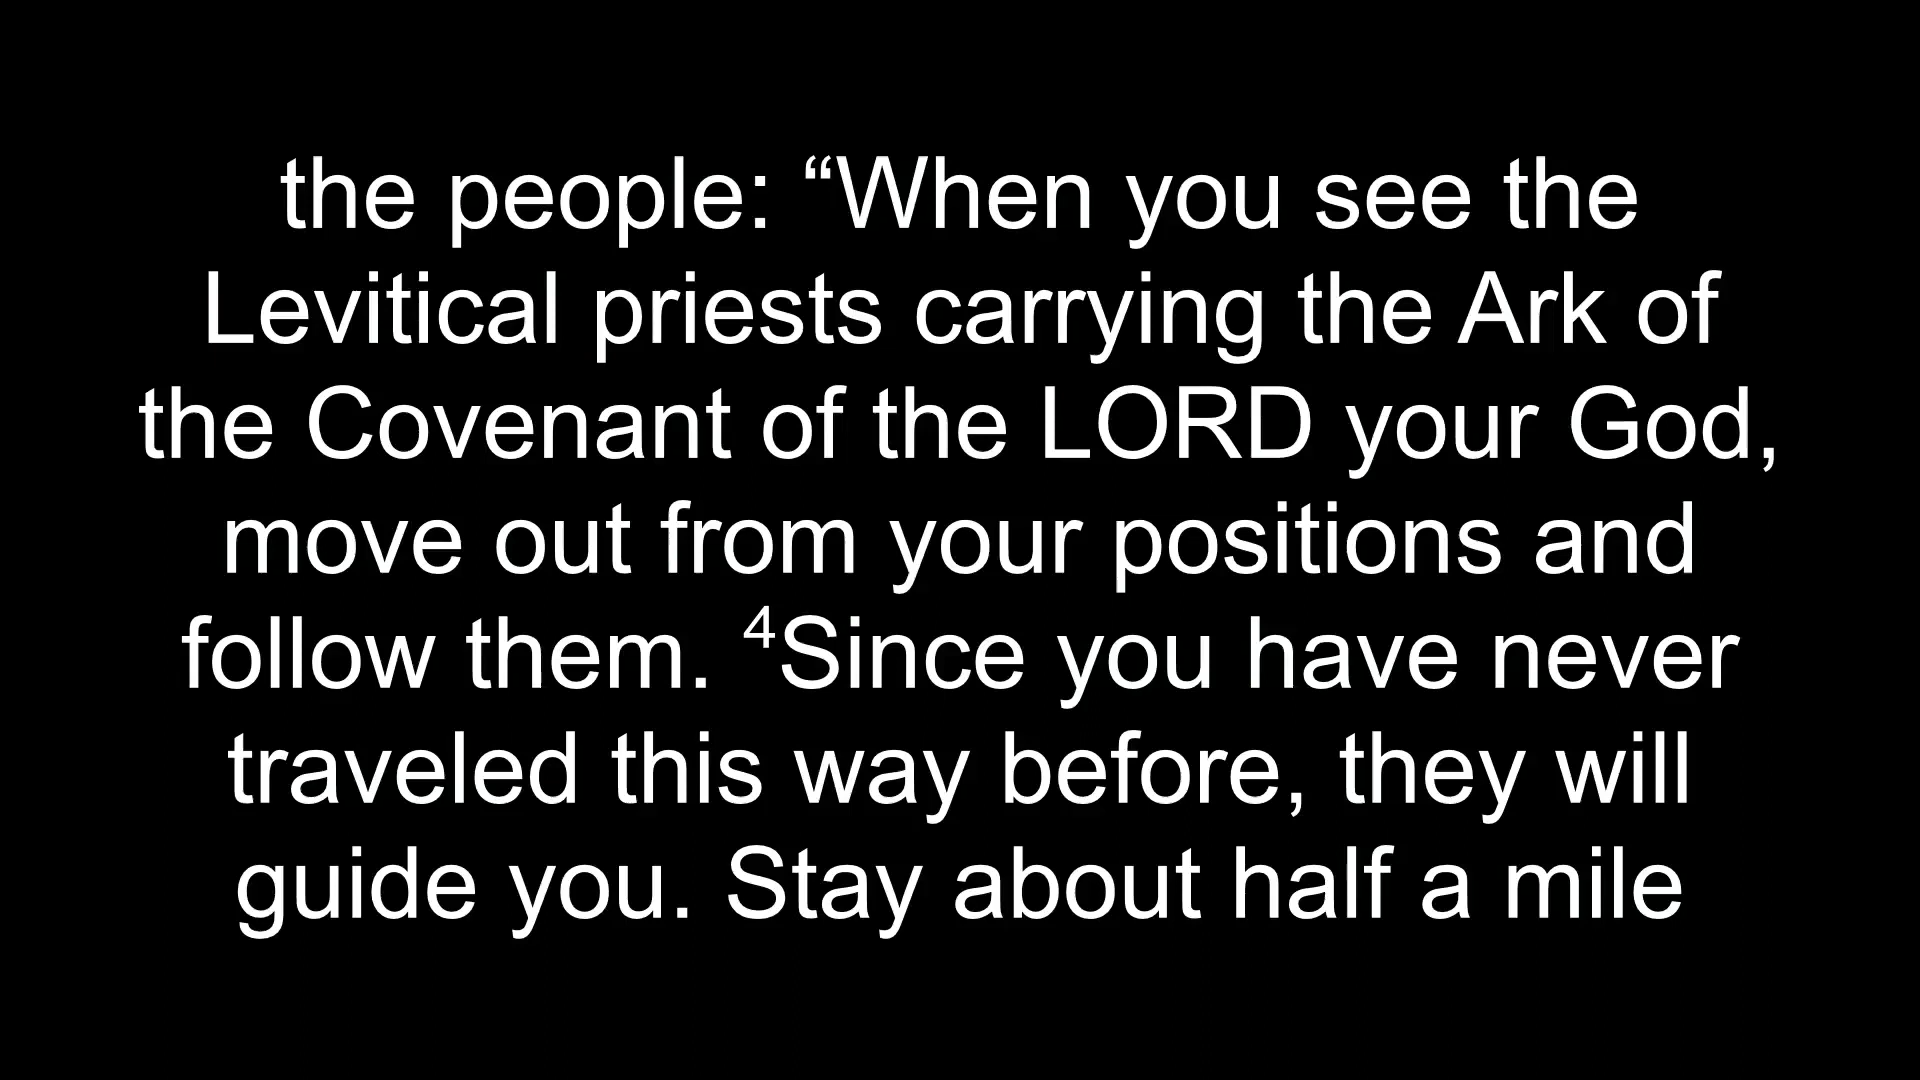 the people: “When you see the
Levitical priests carrying the Ark of
the Covenant of the LORD your God,
move out from your positions and
follow them. ⁴Since you have never
traveled this way before, they will
guide you. Stay about half a mile